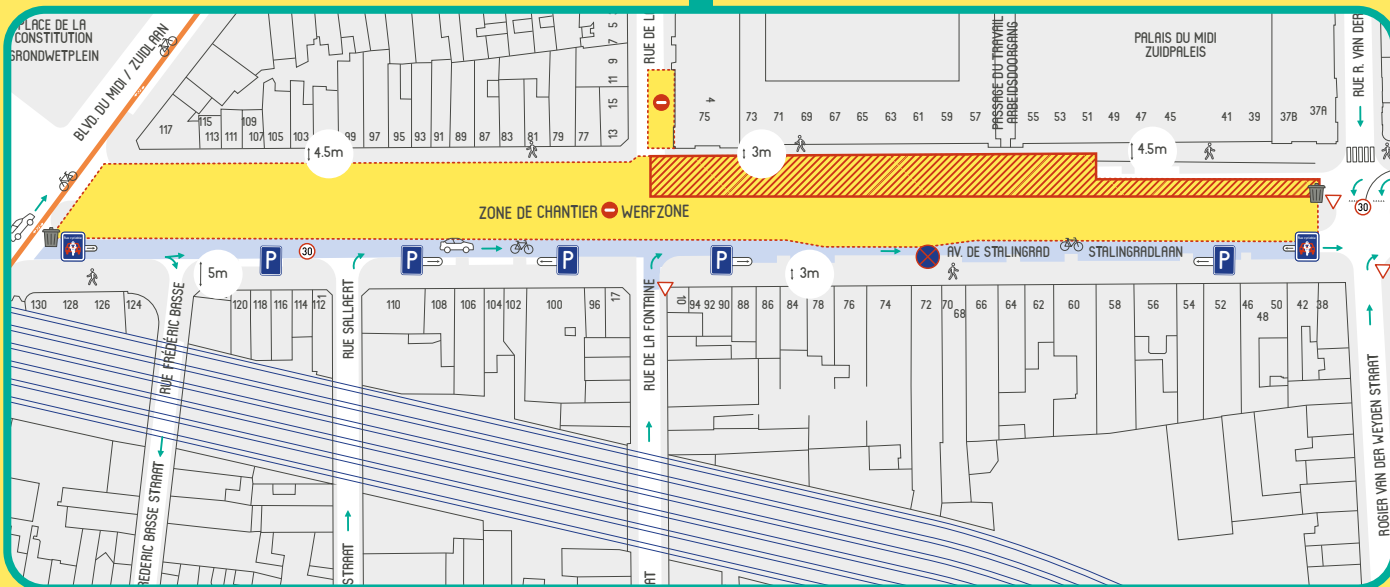 PLACE DE LA
CONSTITUTION
GRONDWETPLEIN
BLVD. DU MIDI / ZUIDLAAN
RUE DE LA
PASSAGE DU TRAVAIL
ARBEIDSDOORGANG
PALAIS DU MIDI
ZUIDPALEIS
RUE R. VAN DER
5
7
9
11
15
13
117
115
113
111
109
107
105
103
99
97
95
93
91
89
87
83
81
79
77
4
75
73
71
69
67
65
63
61
59
57
55
53
51
49
47
45
41
39
37B
37A
4.5m
3m
4.5m
ZONE DE CHANTIER
WERFZONE
30
30
P
P
P
P
P
AV. DE STALINGRAD
STALINGRADLAAN
5m
3m
130
128
126
124
120
118
116
114
112
110
108
106
104
102
100
96
17
10
94
92
90
88
86
84
78
76
74
72
70
68
66
64
62
60
58
56
54
52
46
48
50
42
38
RUE FRÉDÉRIC BASSE
REDERIC BASSE STRAAT
RUE SALLAERT
STRAAT
RUE DE LA FONTAINE
AT
ROGIER VAN DER WEYDEN STRAAT